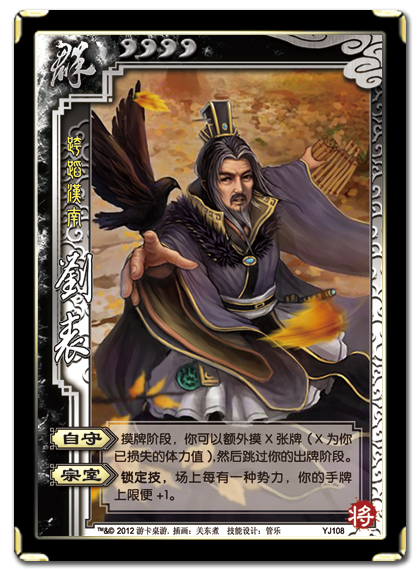 群
跨蹈漢南
劉表
自守 摸牌阶段，你可以额外摸 X 张牌（X 为你
已损失的体力值），然后跳过你的出牌阶段。
宗室 锁定技，场上每有一种势力，你的手牌
上限便 +1。
将
™&© 2012 游卡桌游. 插画：关东煮 技能设计：管乐 YJ108